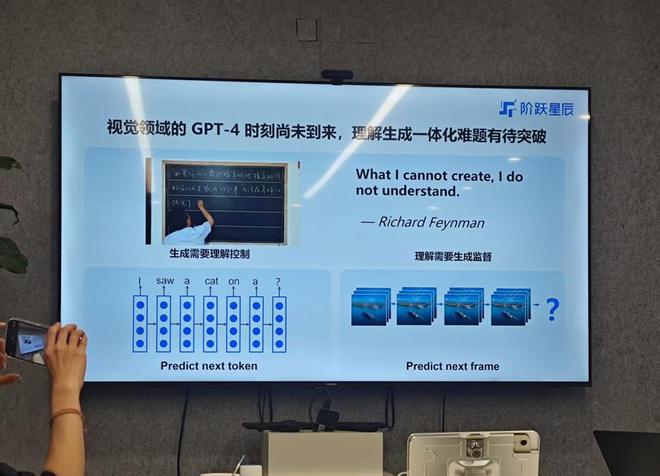 阶跃星辰
视觉领域的 GPT-4 时刻尚未到来，理解生成一体化难题有待突破
生成需要理解控制
What I cannot create, I do
not understand.
— Richard Feynman
理解需要生成监督
I saw a cat on a ?
Predict next token
?
Predict next frame